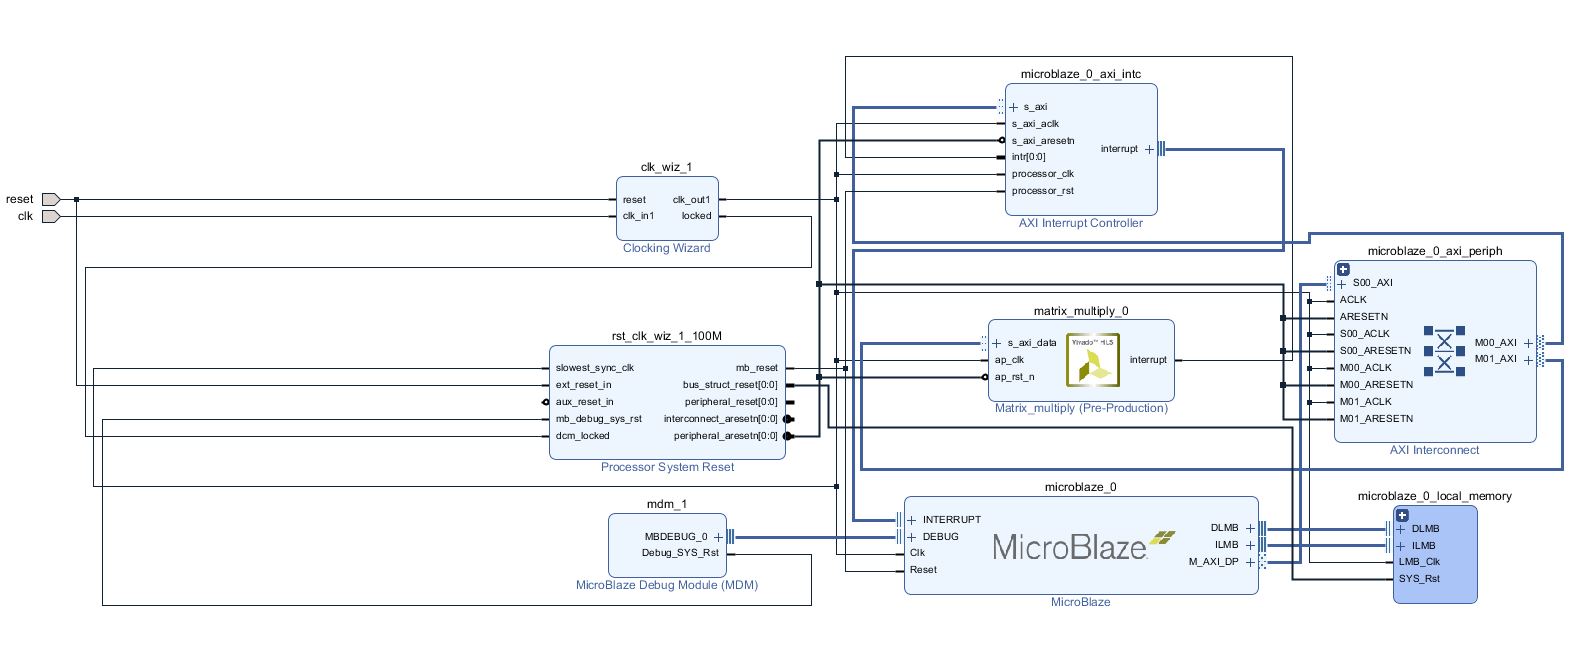 reset
clk
clk_wiz_1
reset
clk_in1
clk_out1
locked
Clocking Wizard
rst_clk_wiz_1_100M
slowest_sync_clk
ext_reset_in
aux_reset_in
mb_debug_sys_rst
dcm_locked
mb_reset
bus_struct_reset[0:0]
peripheral_reset[0:0]
interconnect_aresetn[0:0]
peripheral_aresetn[0:0]
Processor System Reset
mdm_1
MBDEBUG_0
Debug_SYS_Rst
MicroBlaze Debug Module (MDM)
microblaze_0_axi_intc
s_axi
s_axi_aclk
s_axi_aresetn
intr[0:0]
processor_clk
processor_rst
interrupt
AXI Interrupt Controller
matrix_multiply_0
s_axi_data
ap_clk
ap_rst_n
Vivado™ HLS
interrupt
Matrix_multiply (Pre-Production)
microblaze_0
INTERRUPT
DEBUG
Clk
Reset
MicroBlaze
DLMB
ILMB
M_AXI_DP
MicroBlaze
microblaze_0_axi_periph
S00_AXI
ACLK
ARESETN
S00_ACLK
S00_ARESETN
M00_ACLK
M00_ARESETN
M01_ACLK
M01_ARESETN
M00_AXI
M01_AXI
AXI Interconnect
microblaze_0_local_memory
DLMB
ILMB
LMB_Clk
SYS_Rst